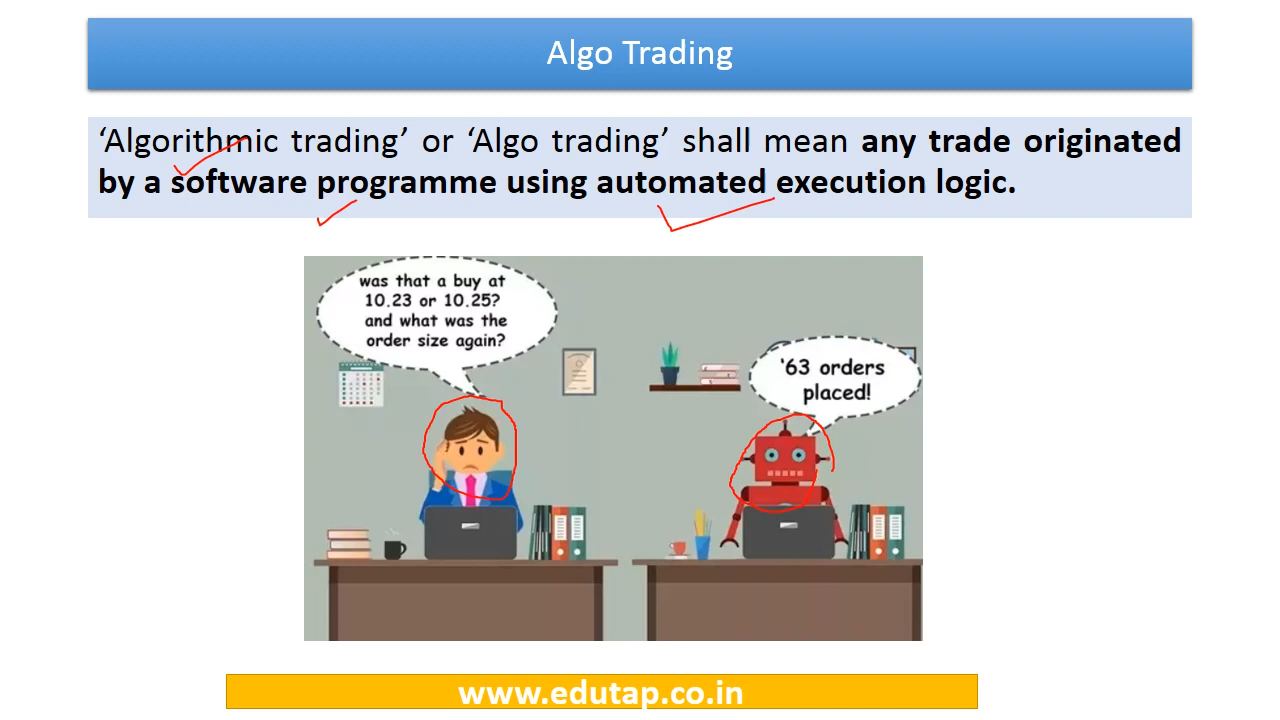 Algo Trading
‘Algorithmic trading’ or ‘Algo trading’ shall mean any trade originated
by a software programme using automated execution logic.
was that a buy at
10.23 or 10.25?
and what was the
order size again?
‘63 orders
placed!
www.edutap.co.in